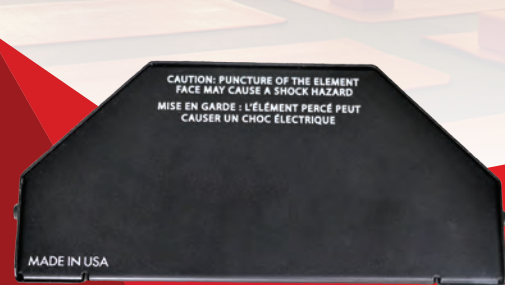 CAUTION: PUNCTURE OF THE ELEMENT
FACE MAY CAUSE A SHOCK HAZARD
MISE EN GARDE : L'ÉLÉMENT PERCÉ PEUT
CAUSER UN CHOC ÉLECTRIQUE
MADE IN USA